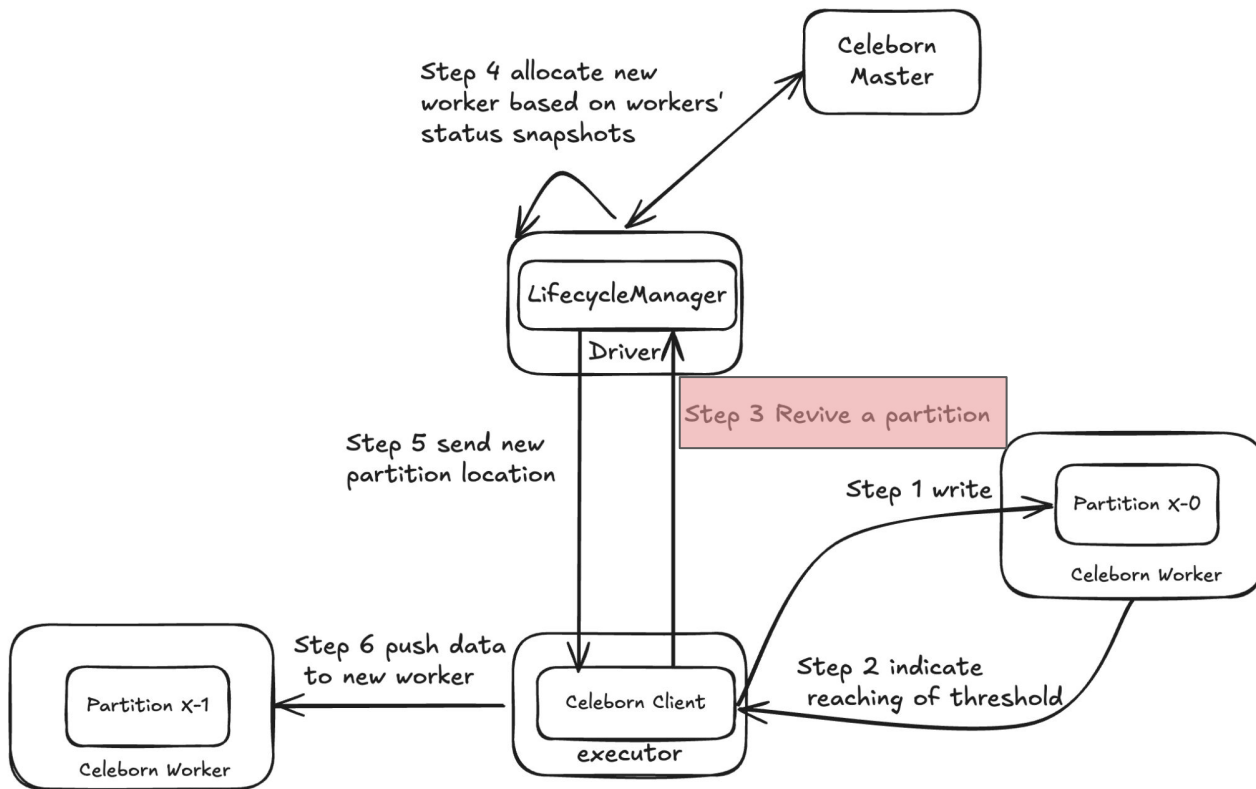 Celeborn
Master
Step 4 allocate new
worker based on workers'
status snapshots
LifecycleManager
Driver
Step 3 Revive a partition
Step 5 send new
partition location
Step 1 write
Partition X-0
Celeborn Worker
Step 2 indicate
reaching of threshold
Step 6 push data
to new worker
Celeborn Client
executor
Partition X-1
Celeborn Worker